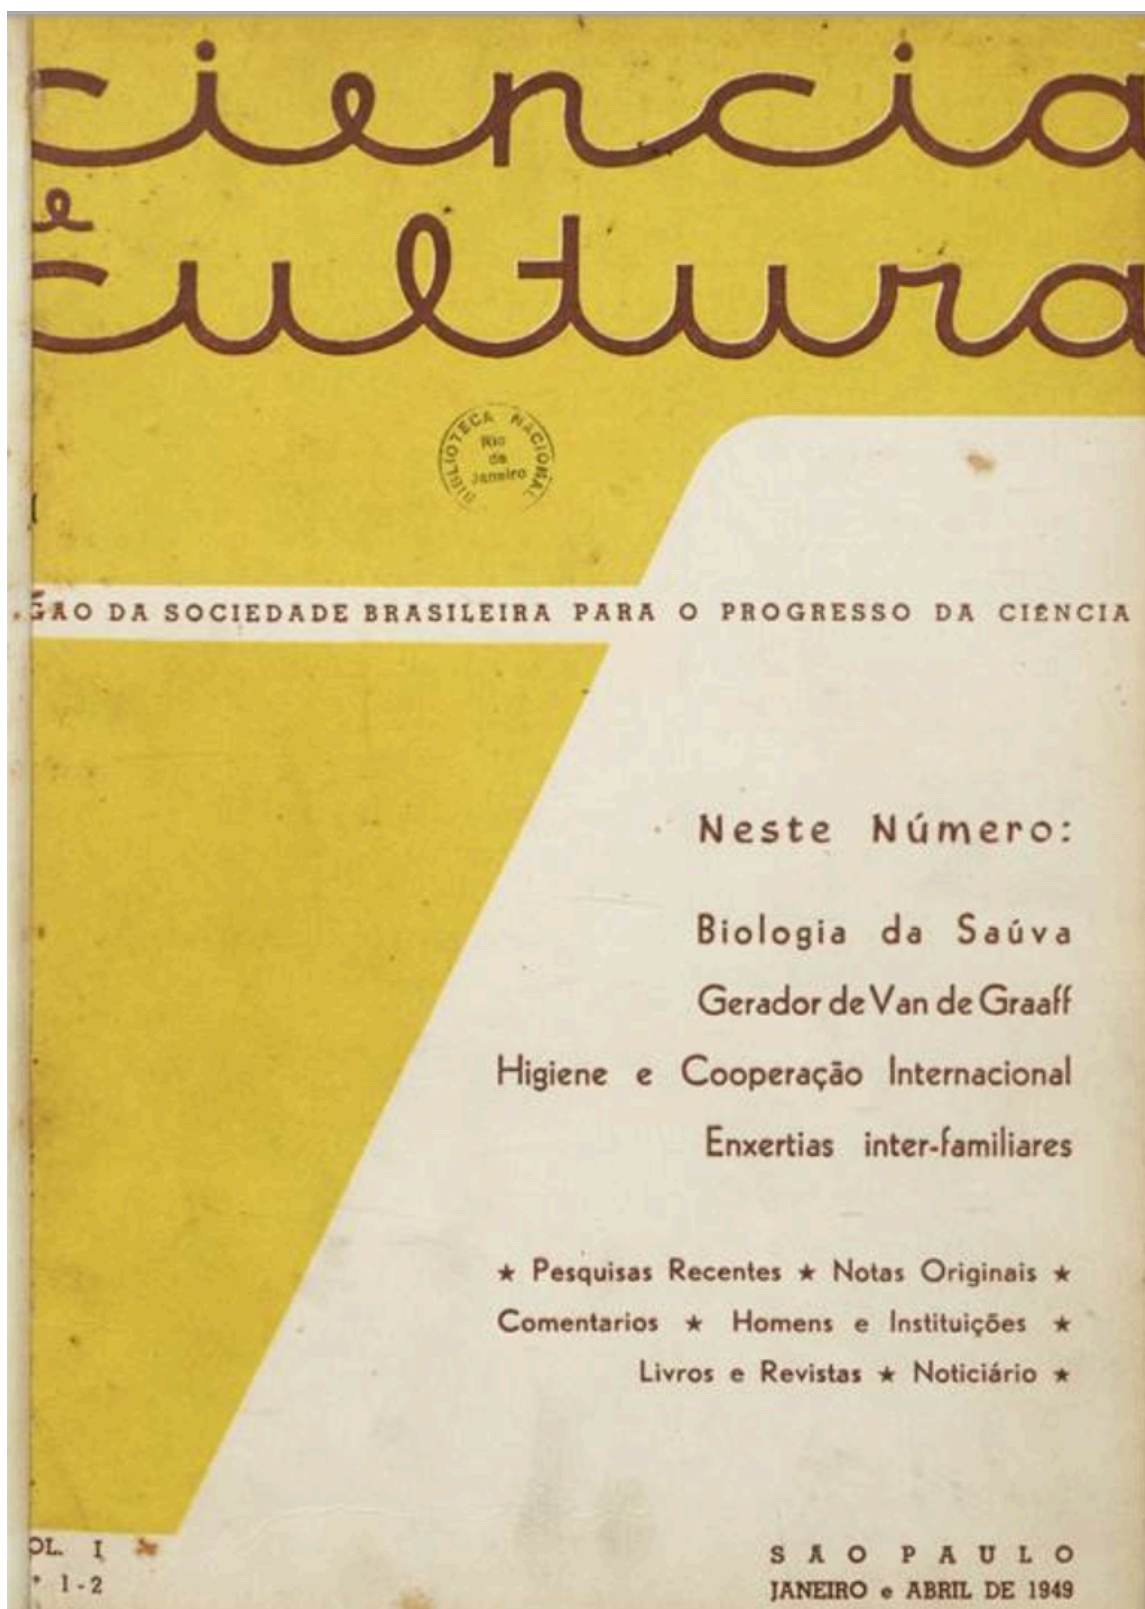 ciencia
e
cultura
BIBLIOTECA NACIONAL
Rio
de
Janeiro
GAO DA SOCIEDADE BRASILEIRA PARA O PROGRESSO DA CIÊNCIA
Neste Número:
Biologia da Saúva
Gerador de Van de Graaff
Higiene e Cooperação Internacional
Enxertias inter-familiares
★ Pesquisas Recentes ★ Notas Originais ★
Comentarios ★ Homens e Instituições ★
Livros e Revistas ★ Noticiário ★
OL. I
° 1-2
SAO PAULO
JANEIRO e ABRIL DE 1949